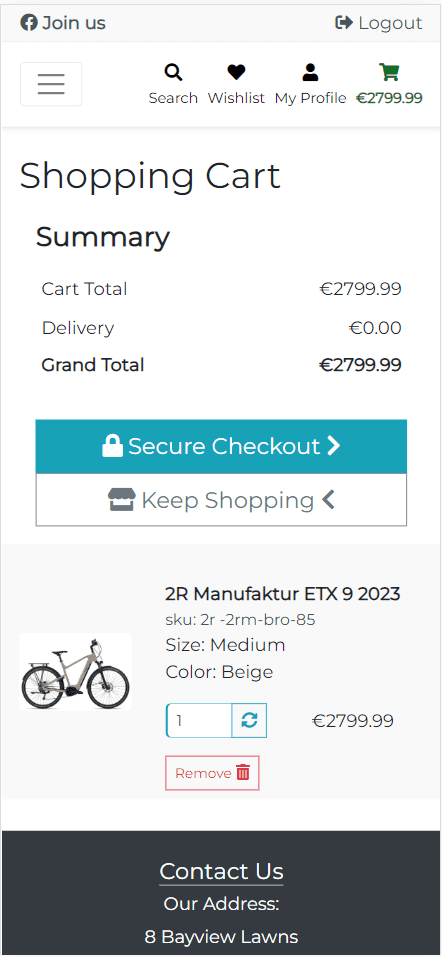 Join us Logout
Search Wishlist My Profile €2799.99
Shopping Cart
Summary
Cart Total €2799.99
Delivery €0.00
Grand Total €2799.99
Secure Checkout
Keep Shopping
2R Manufaktur ETX 9 2023
sku: 2r -2rm-bro-85
Size: Medium
Color: Beige
1 €2799.99
Remove
Contact Us
Our Address:
8 Bayview Lawns